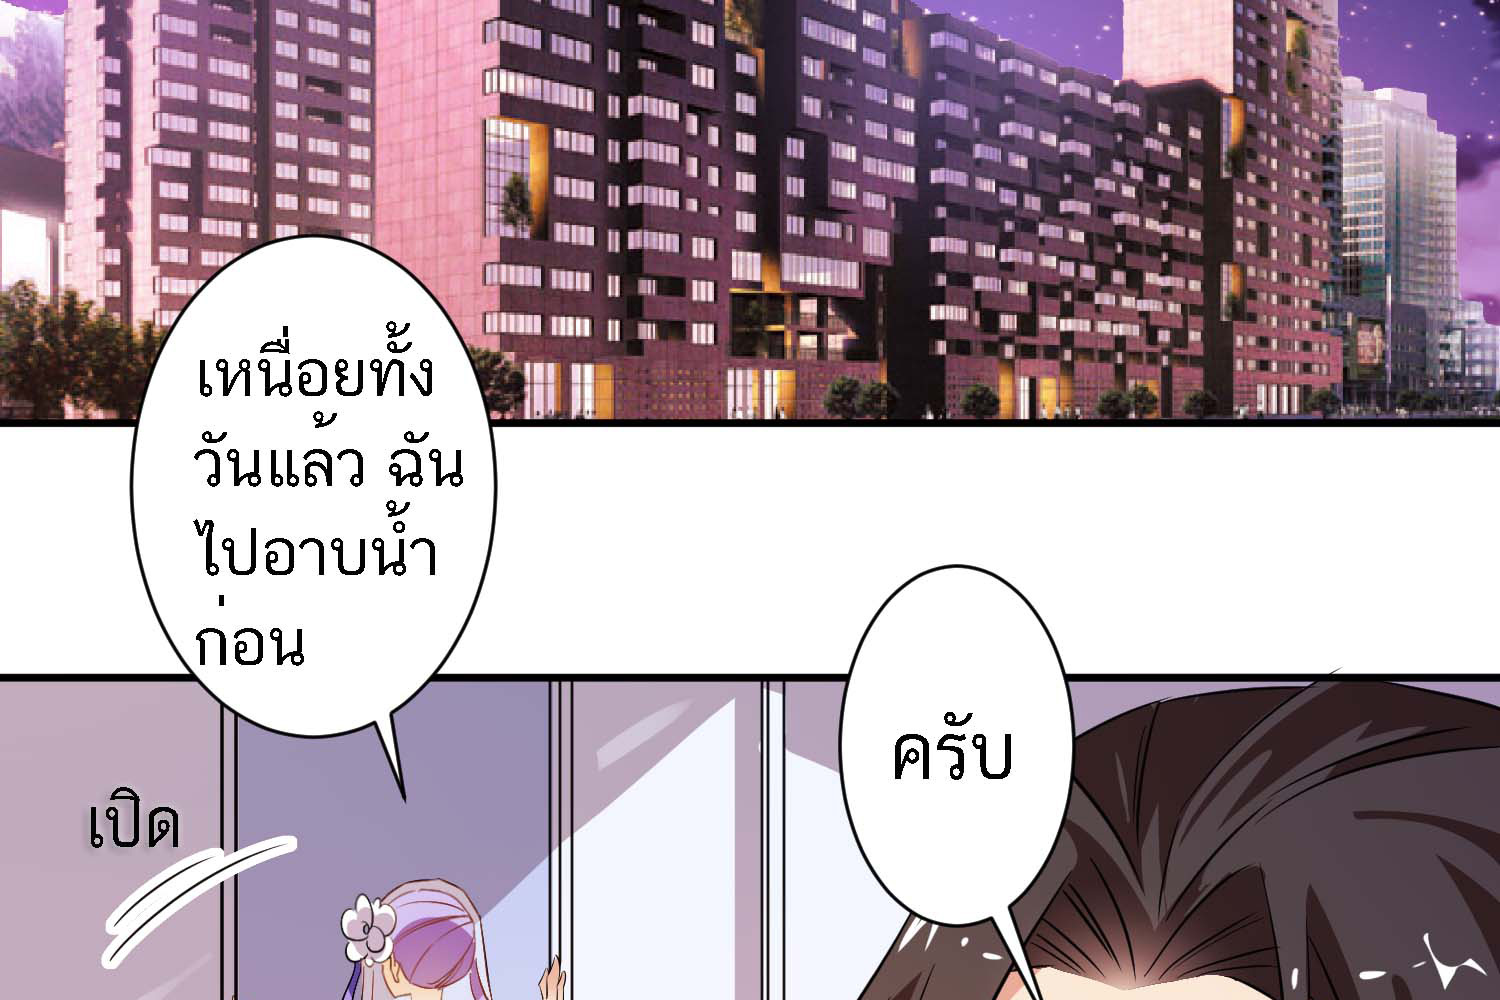 เหนื่อยทั้ง
วันแล้ว ฉัน
ไปอาบน้ำ
ก่อน
ครับ
เปิด